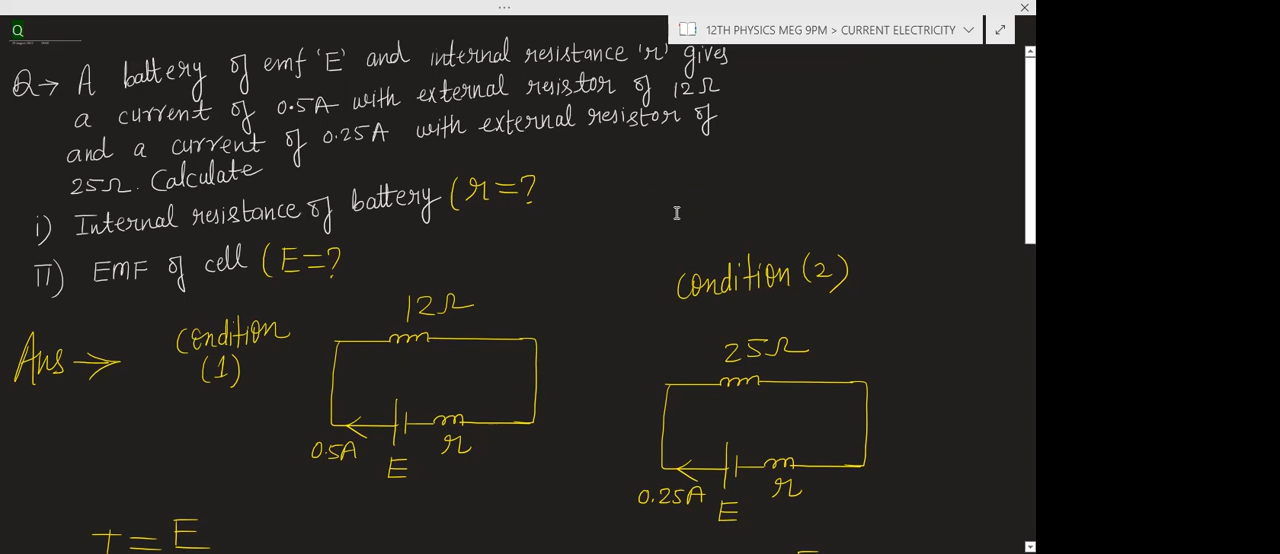 12TH PHYSICS MEG 9PM > CURRENT ELECTRICITY
Q
Q→ A battery of emf 'E' and internal resistance 'r' gives
a current of 0.5A with external resistor of 12Ω
and a current of 0.25A with external resistor of
25Ω. Calculate
i) Internal resistance of battery (r=?
II) EMF of cell (E=?
Ans → Condition
(1)
12Ω
0.5A
E
r
condition (2)
25Ω
0.25A
E
r
I = E